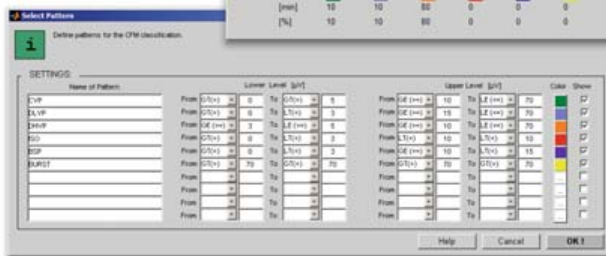 [min] 10 10 80 0 0 0
[%] 10 10 80 0 0 0
Select Pattern
i
Define patterns for the CFM classification.
SETTINGS:
Name of Pattern Lower Level [µV] Upper Level [µV] Color Show
CVP From GT(>) 0 To GT(>) 5 From GE (>=) 10 To LE (<=) 70
DLVP From GT(>) 0 To LT(<) 3 From GE (>=) 15 To LE (<=) 70
DHVP From GE (>=) 3 To LE (<=) 5 From GE (>=) 10 To LE (<=) 70
ISO From GT(>) 0 To LT(<) 3 From LT(<) 10 To LT(<) 10
BSP From GT(>) 0 To LT(<) 3 From GE (>=) 10 To LT(<) 15
BURST From GT(>) 70 To GT(>) 70 From GT(>) 70 To GT(>) 70
From To From To
From To From To
From To From To
From To From To
Help Cancel OK !